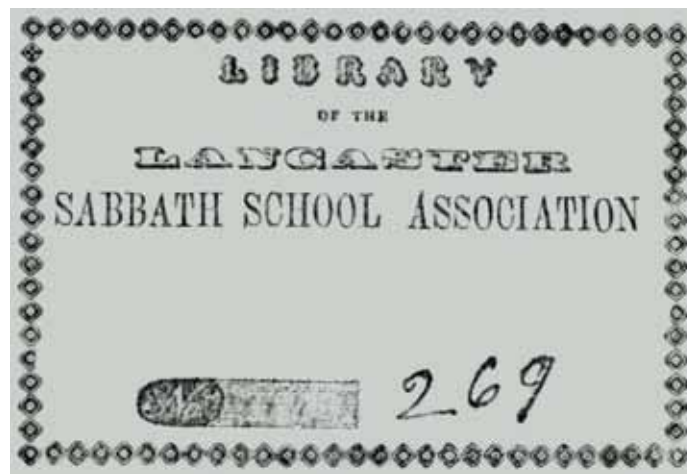 LIBRARY
OF THE
LANCASTER
SABBATH SCHOOL ASSOCIATION
269